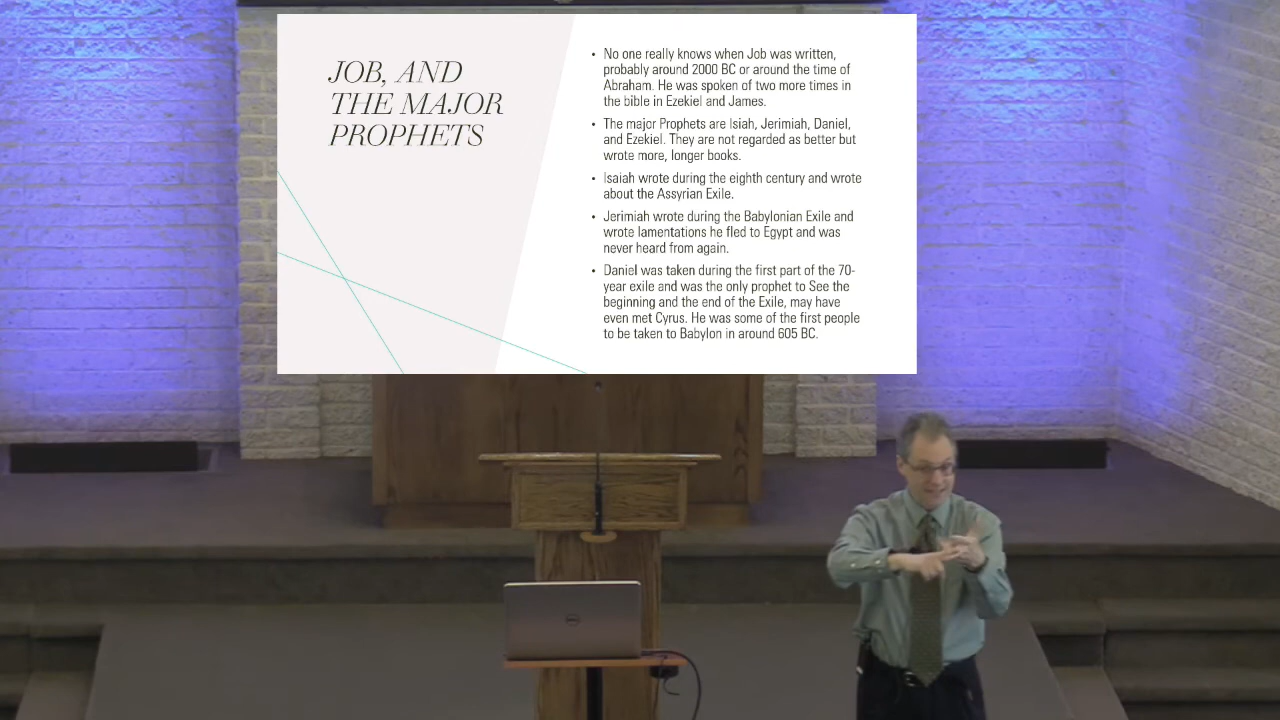 JOB, AND
THE MAJOR
PROPHETS
• No one really knows when Job was written,
probably around 2000 BC or around the time of
Abraham. He was spoken of two more times in
the bible in Ezekiel and James.
• The major Prophets are Isiah, Jerimiah, Daniel,
and Ezekiel. They are not regarded as better but
wrote more, longer books.
• Isaiah wrote during the eighth century and wrote
about the Assyrian Exile.
• Jerimiah wrote during the Babylonian Exile and
wrote lamentations he fled to Egypt and was
never heard from again.
• Daniel was taken during the first part of the 70-
year exile and was the only prophet to See the
beginning and the end of the Exile, may have
even met Cyrus. He was some of the first people
to be taken to Babylon in around 605 BC.
DELL